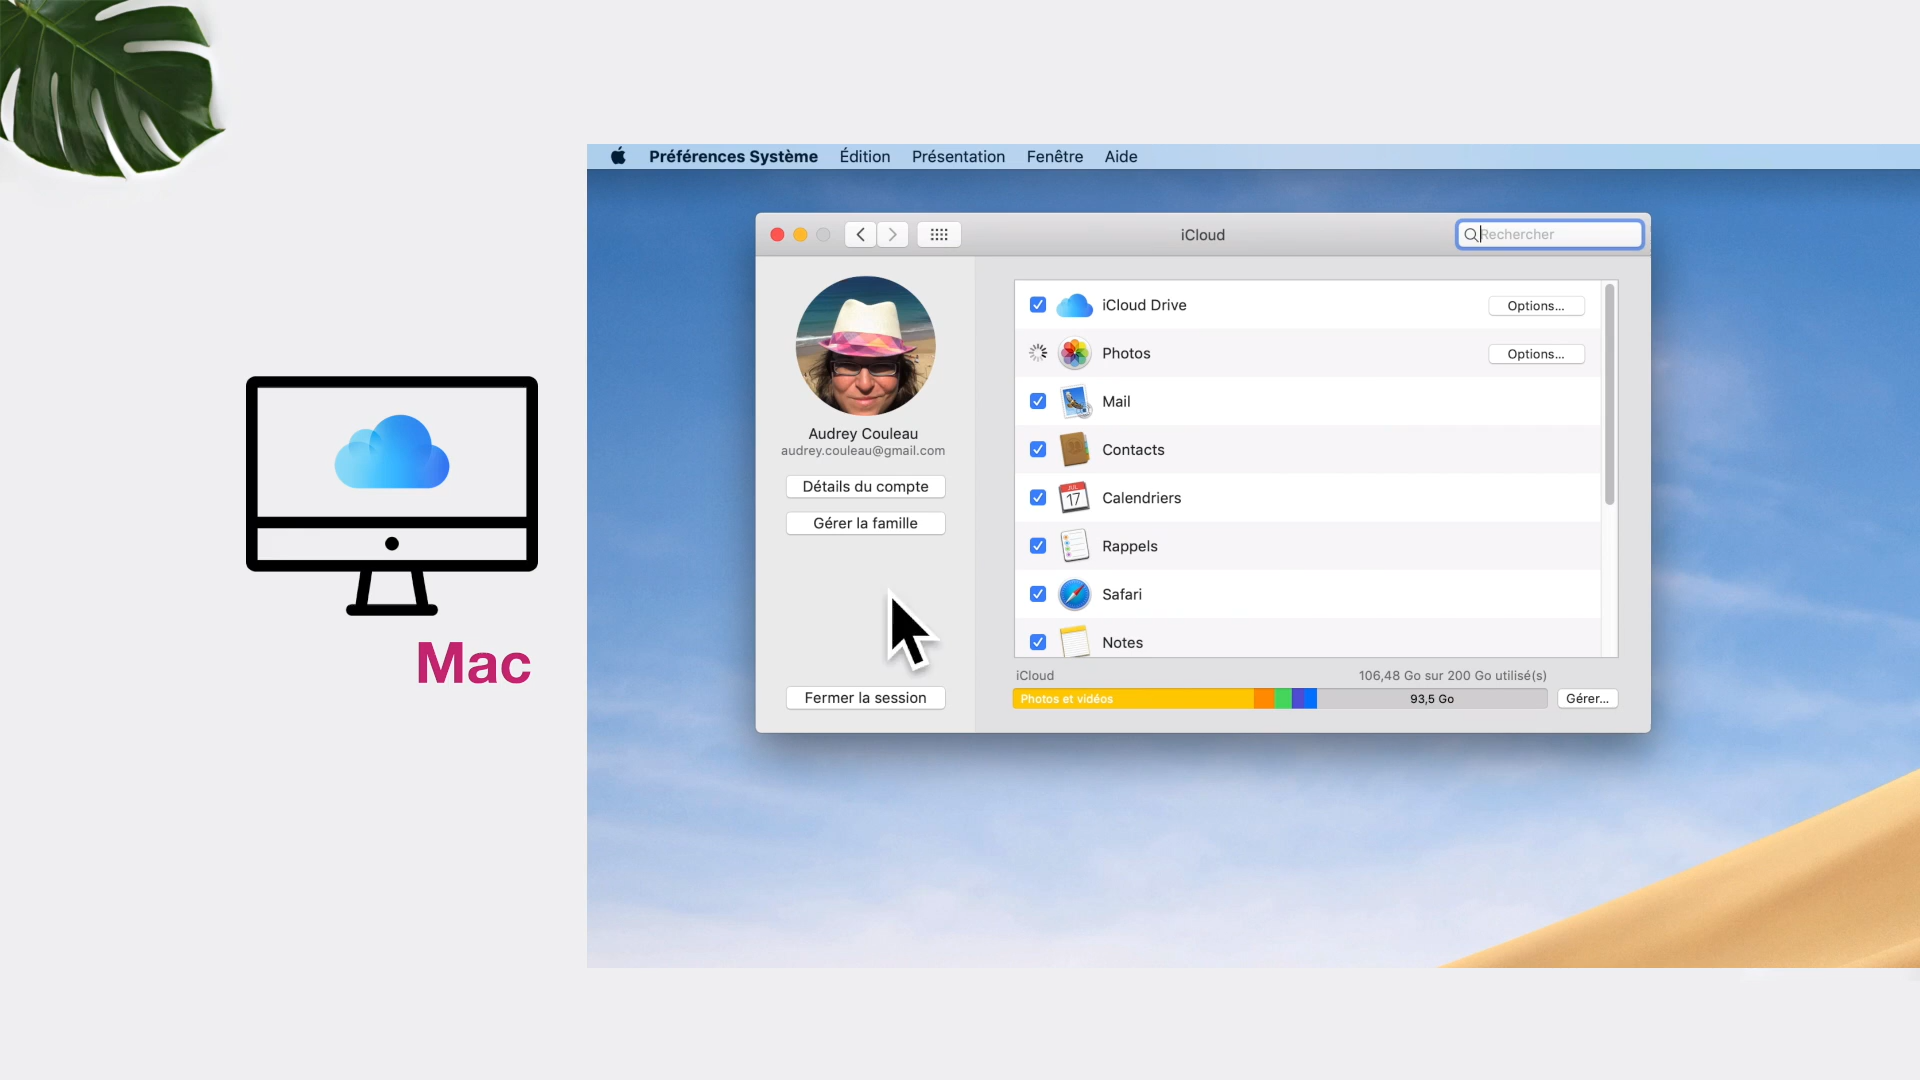 Préférences Système Édition Présentation Fenêtre Aide
iCloud
Rechercher
Audrey Couleau
audrey.couleau@gmail.com
Détails du compte
Gérer la famille
Fermer la session
iCloud Drive
Options...
Photos
Options...
Mail
Contacts
JUL
17
Calendriers
Rappels
Safari
Notes
iCloud
106,48 Go sur 200 Go utilisé(s)
Photos et vidéos
93,5 Go
Gérer...
Mac